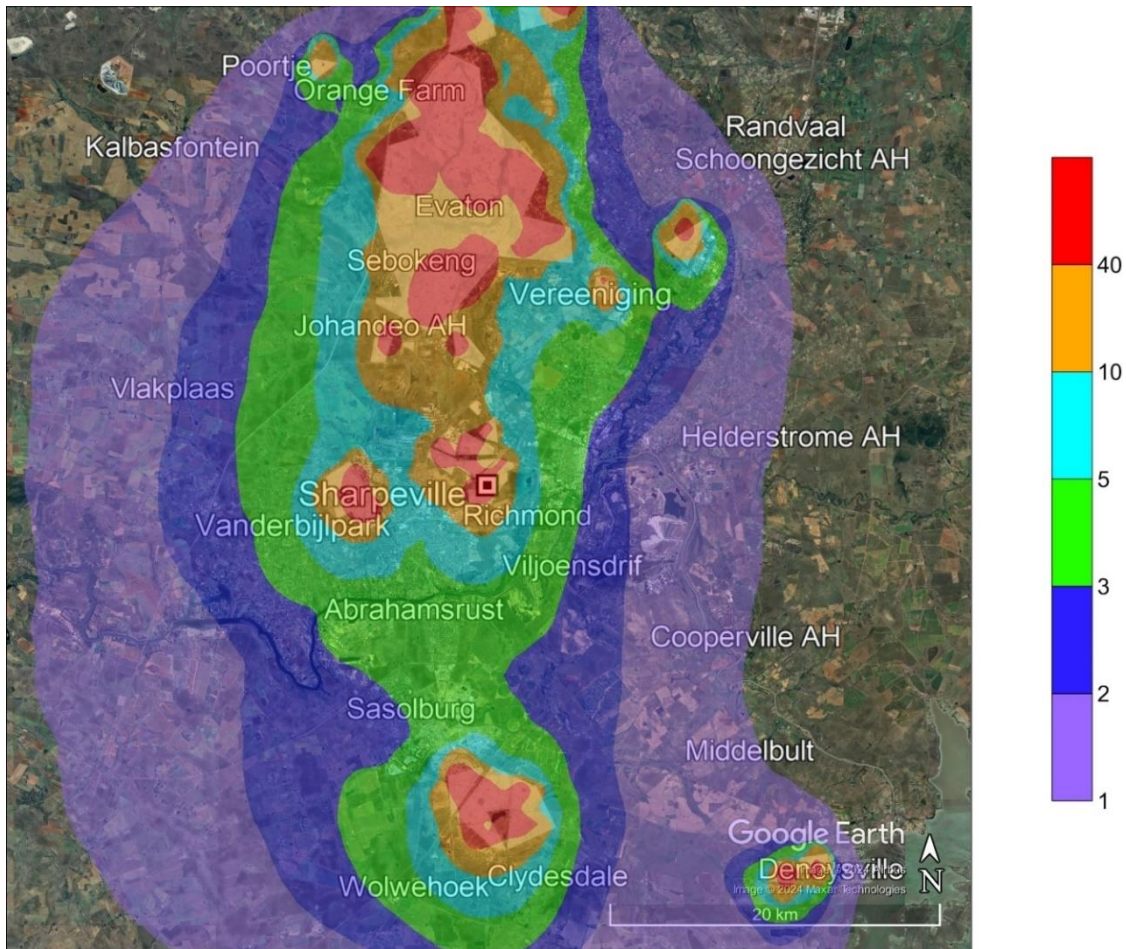 Poortje
Orange Farm
Randvaal
Kalbasfontein
Schoongezicht AH
Evaton
Sebokeng
40
Vereeniging
Johandeo AH
10
Vlakplaas
Helderstrome AH
5
Sharpeville
Richmond
Vanderbijlpark
Viljoensdrif
3
Abrahamsrust
Cooperville AH
2
Sasolburg
Middelbult
1
Google Earth
Deneysville
Clydesdale
Wolwehoek
N
Image © 2024 Maxar Technologies
20 km